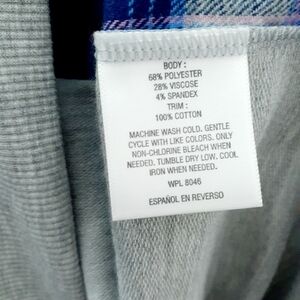 BODY :
68% POLYESTER
28% VISCOSE
4% SPANDEX
TRIM :
100% COTTON
MACHINE WASH COLD. GENTLE
CYCLE WITH LIKE COLORS. ONLY
NON-CHLORINE BLEACH WHEN
NEEDED. TUMBLE DRY LOW. COOL
IRON WHEN NEEDED.
WPL 8046
ESPAÑOL EN REVERSO